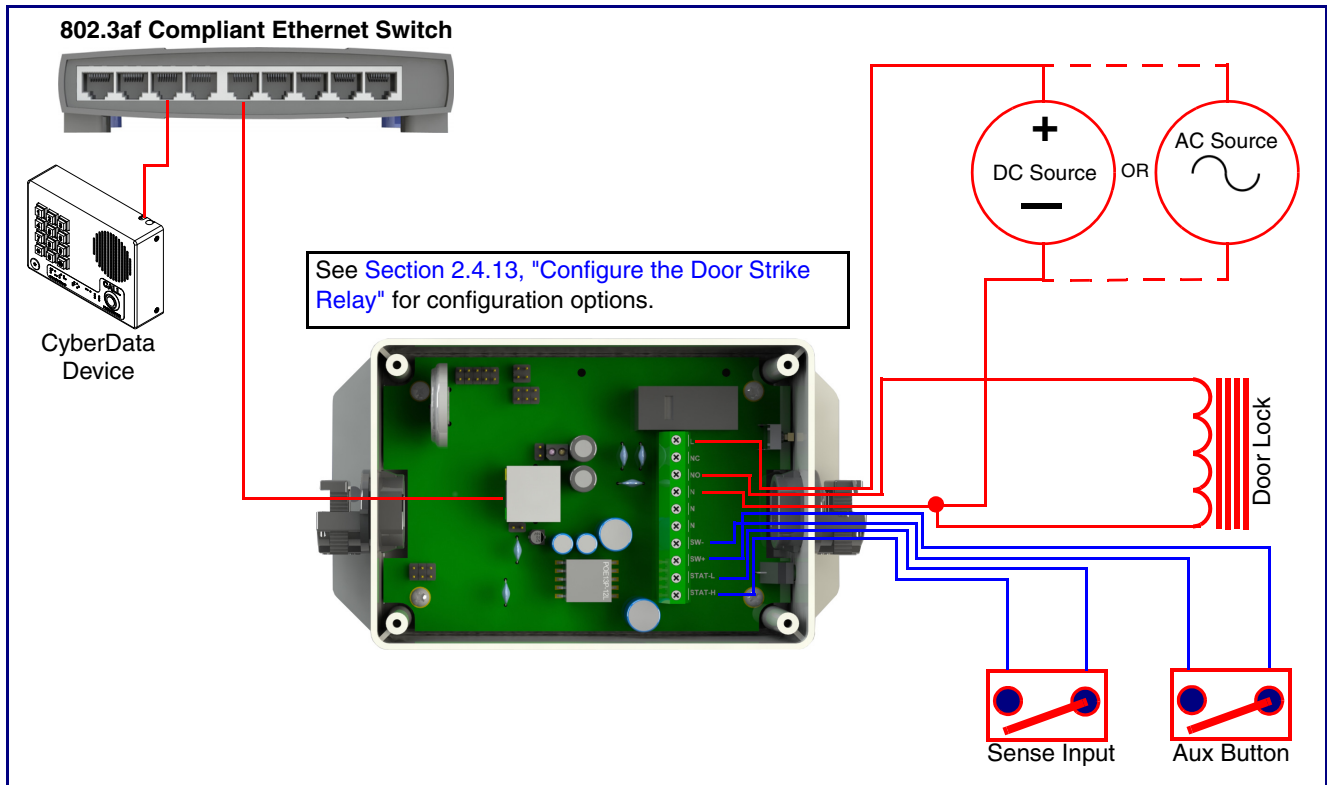 802.3af Compliant Ethernet Switch
+
DC Source
—
OR
AC Source
CyberData
Device
See Section 2.4.13, "Configure the Door Strike
Relay" for configuration options.
L
NC
NO
N
N
N
SW-
SW+
STAT-L
STAT-H
Door Lock
Sense Input
Aux Button